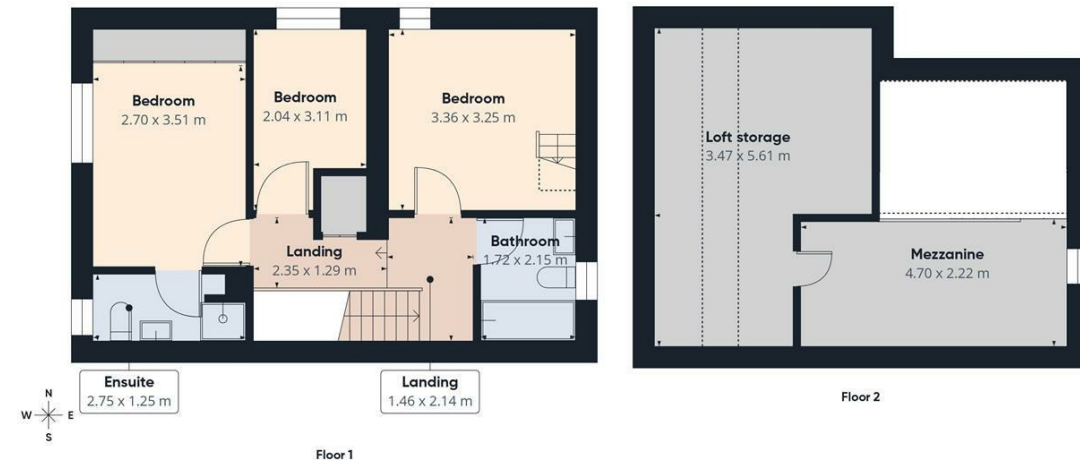 Bedroom
2.70 x 3.51 m
Bedroom
2.04 x 3.11 m
Bedroom
3.36 x 3.25 m
Landing
2.35 x 1.29 m
Bathroom
1.72 x 2.15 m
Ensuite
2.75 x 1.25 m
Landing
1.46 x 2.14 m
N
W E
S
Floor 1
Loft storage
3.47 x 5.61 m
Mezzanine
4.70 x 2.22 m
Floor 2